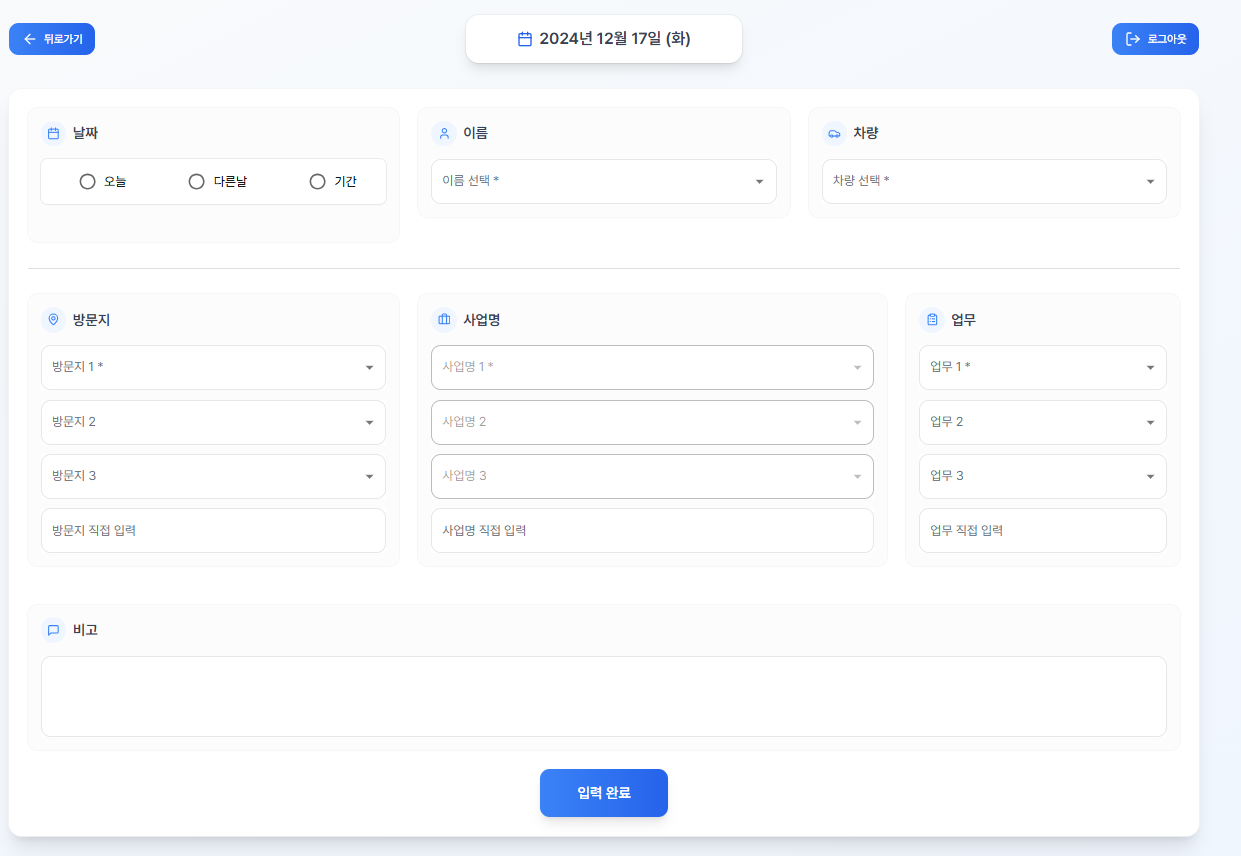 뒤로가기
2024년 12월 17일 (화)
로그아웃
날짜
오늘
다른날
기간
이름
이름 선택 *
차량
차량 선택 *
방문지
방문지 1 *
방문지 2
방문지 3
방문지 직접 입력
사업명
사업명 1 *
사업명 2
사업명 3
사업명 직접 입력
업무
업무 1 *
업무 2
업무 3
업무 직접 입력
비고
입력 완료